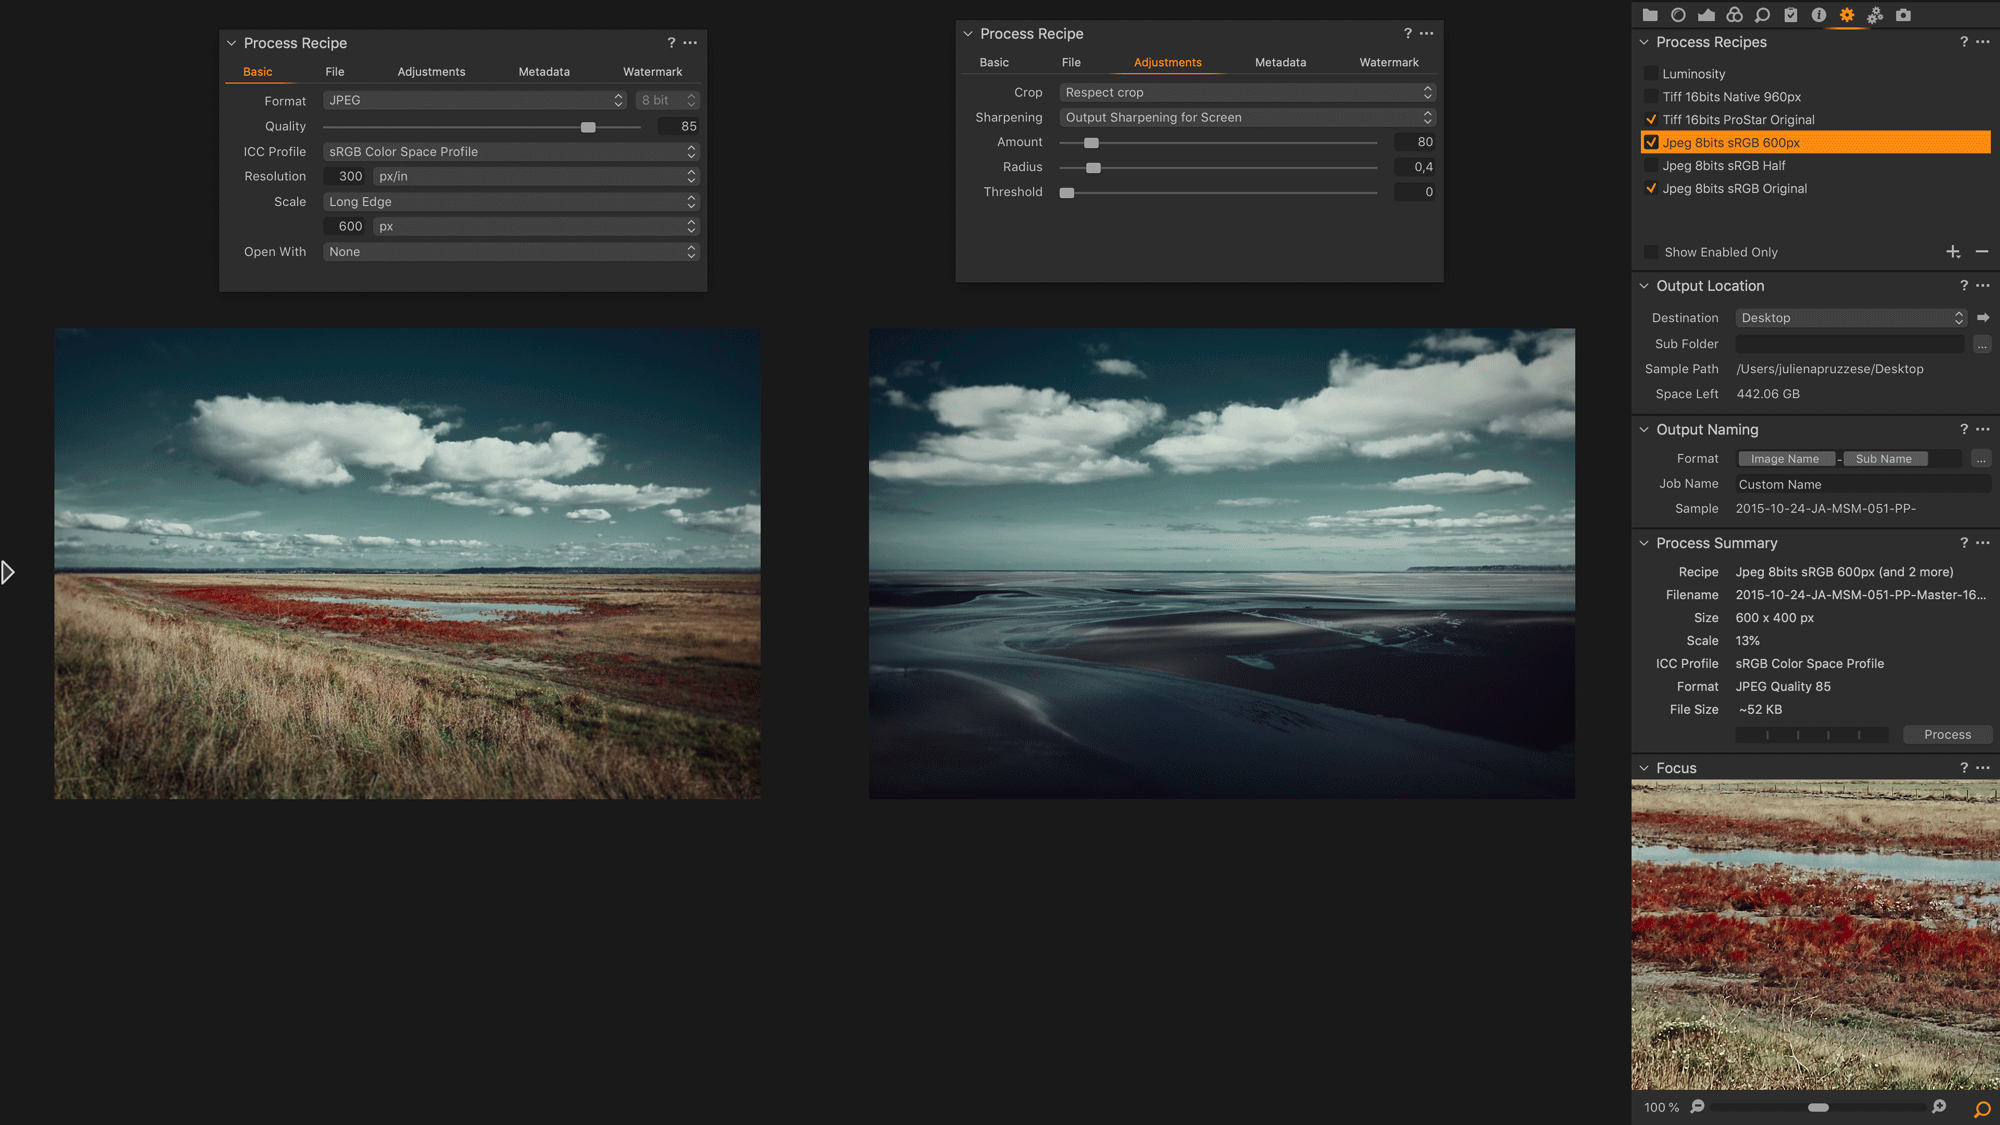 Process Recipe ? ...
Basic File Adjustments Metadata Watermark
Format JPEG 8 bit
Quality 85
ICC Profile sRGB Color Space Profile
Resolution 300 px/in
Scale Long Edge
600 px
Open With None
Process Recipe ? ...
Basic File Adjustments Metadata Watermark
Crop Respect crop
Sharpening Output Sharpening for Screen
Amount 80
Radius 0,4
Threshold 0
Process Recipes ? ...
Luminosity
Tiff 16bits Native 960px
Tiff 16bits ProStar Original
Jpeg 8bits sRGB 600px
Jpeg 8bits sRGB Half
Jpeg 8bits sRGB Original
Show Enabled Only + −
Output Location ? ...
Destination Desktop
Sub Folder ...
Sample Path /Users/julienapruzzese/Desktop
Space Left 442.06 GB
Output Naming ? ...
Format Image Name - Sub Name ...
Job Name Custom Name
Sample 2015-10-24-JA-MSM-051-PP-
Process Summary ? ...
Recipe Jpeg 8bits sRGB 600px (and 2 more)
Filename 2015-10-24-JA-MSM-051-PP-Master-16...
Size 600 x 400 px
Scale 13%
ICC Profile sRGB Color Space Profile
Format JPEG Quality 85
File Size ~52 KB
Process
Focus ? ...
100 %